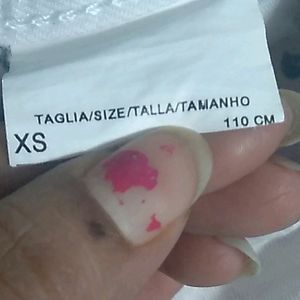 TAGLIA/SIZE/TALLA/TAMANHO
XS 110 CM